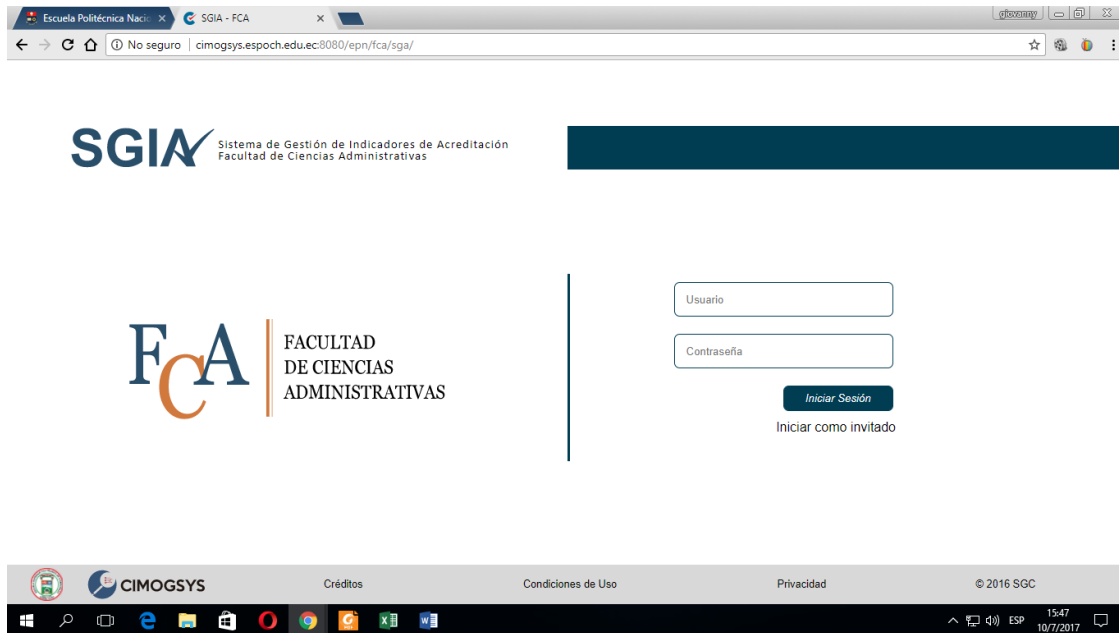 Escuela Politécnica Nacio
SGIA - FCA
giovanny
No seguro
cimogsys.espoch.edu.ec:8080/epn/fca/sga/
SGIA
Sistema de Gestión de Indicadores de Acreditación
Facultad de Ciencias Administrativas
FCA
FACULTAD
DE CIENCIAS
ADMINISTRATIVAS
Usuario
Contraseña
Iniciar Sesión
Iniciar como invitado
CIMOGSYS
Créditos
Condiciones de Uso
Privacidad
© 2016 SGC
ESP
15:47
10/7/2017